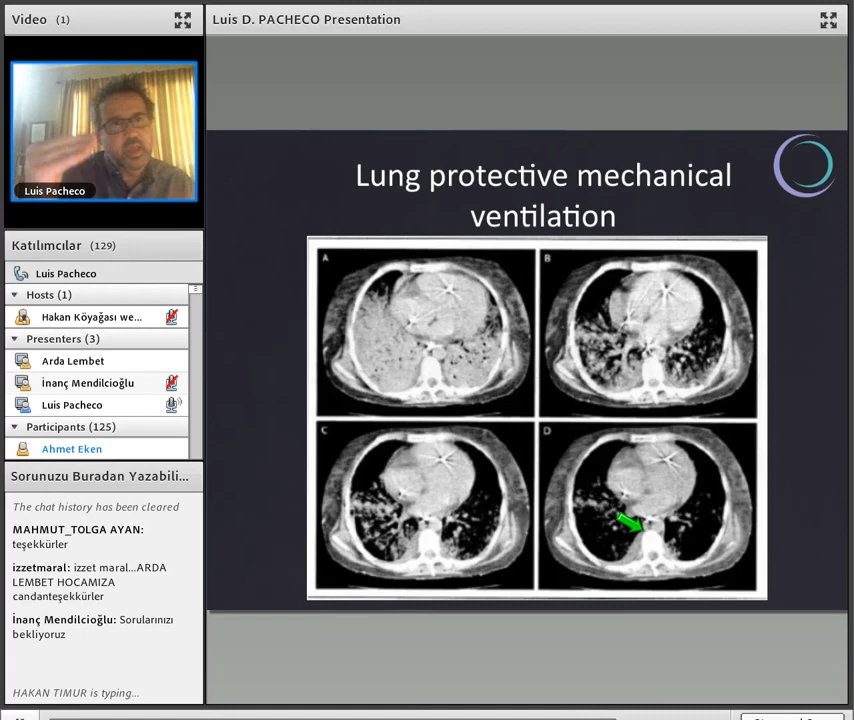 Video (1)
Luis Pacheco
Katılımcılar (129)
Luis Pacheco
Hosts (1)
Hakan Köyağası we...
Presenters (3)
Arda Lembet
İnanç Mendilcioğlu
Luis Pacheco
Participants (125)
Ahmet Eken
Sorunuzu Buradan Yazabili...
The chat history has been cleared
MAHMUT_TOLGA AYAN:
teşekkürler
izzetmaral: izzet maral...ARDA
LEMBET HOCAMIZA
candanteşekkürler
İnanç Mendilcioğlu: Sorularınızı
bekliyoruz
HAKAN TIMUR is typing...
Luis D. PACHECO Presentation
Lung protective mechanical
ventilation
A
B
C
D